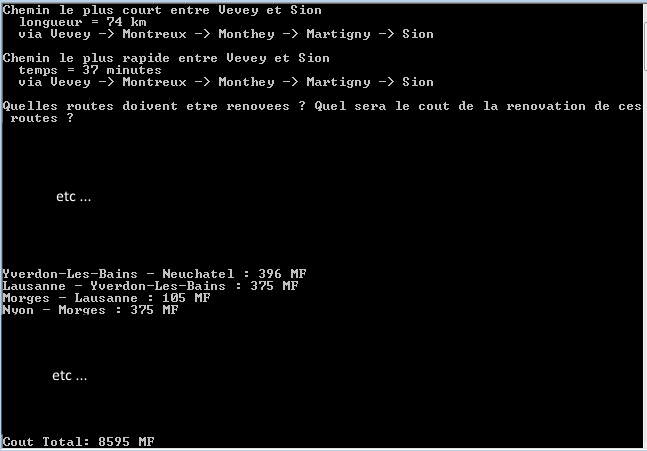 Chemin le plus court entre Vevey et Sion
longueur = 74 km
via Vevey -> Montreux -> Monthey -> Martigny -> Sion
Chemin le plus rapide entre Vevey et Sion
temps = 37 minutes
via Vevey -> Montreux -> Monthey -> Martigny -> Sion
Quelles routes doivent etre renovees ? Quel sera le cout de la renovation de ces
routes ?
etc ...
Yverdon-Les-Bains - Neuchatel : 396 MF
Lausanne - Yverdon-Les-Bains : 375 MF
Morges - Lausanne : 105 MF
Nyon - Morges : 375 MF
etc ...
Cout Total: 8595 MF